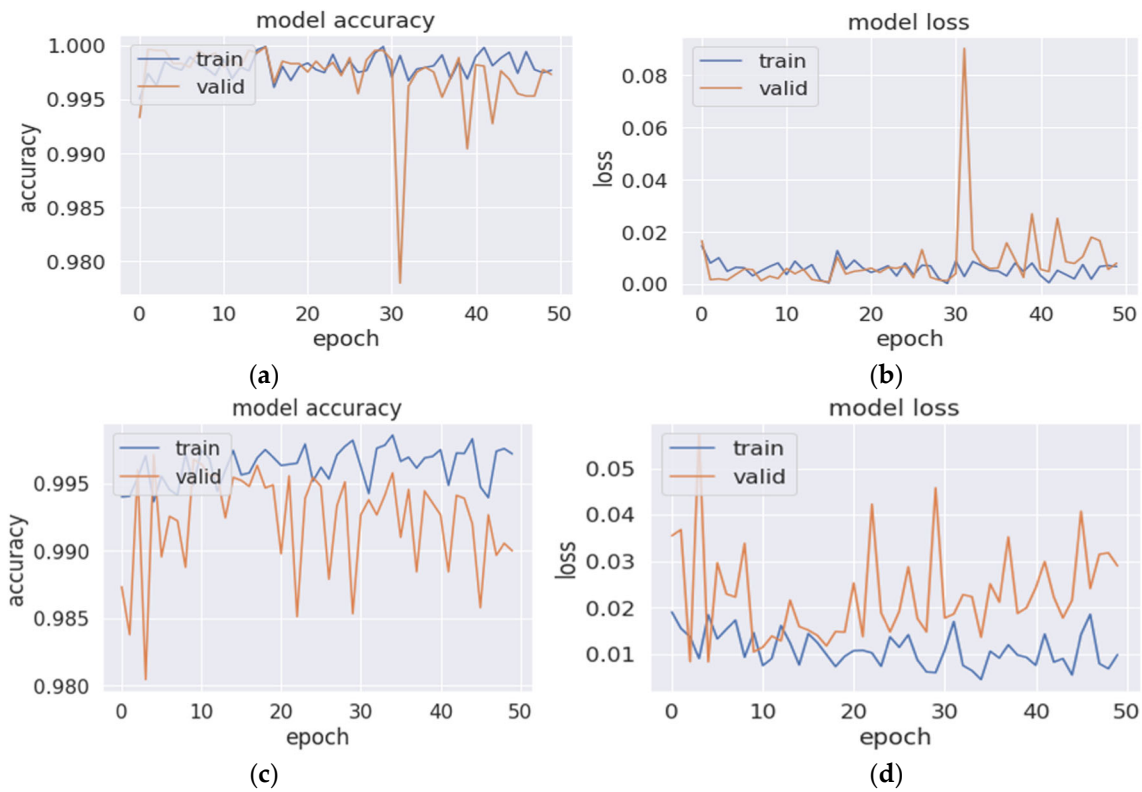 model accuracy
train
valid
1.000
0.995
0.990
0.985
0.980
accuracy
0 10 20 30 40 50
epoch
(a)
model loss
train
valid
0.08
0.06
0.04
0.02
0.00
loss
0 10 20 30 40 50
epoch
(b)
model accuracy
train
valid
0.995
0.990
0.985
0.980
accuracy
0 10 20 30 40 50
epoch
(c)
model loss
train
valid
0.05
0.04
0.03
0.02
0.01
loss
0 10 20 30 40 50
epoch
(d)